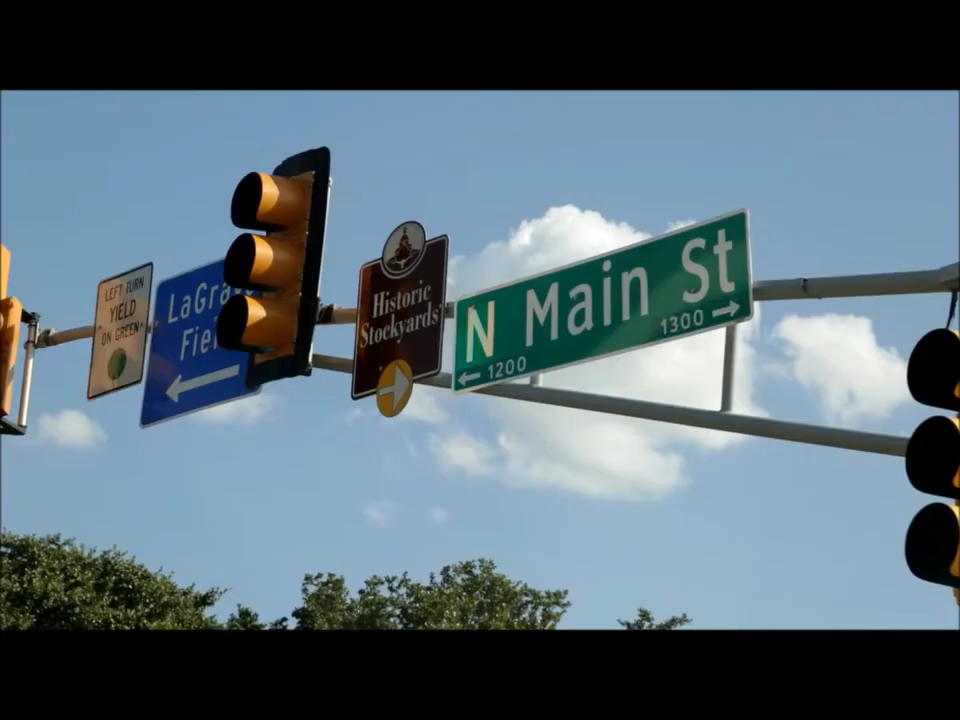 LEFT TURN
YIELD
ON GREEN
Historic
Stockyards
N Main St
1200
1300